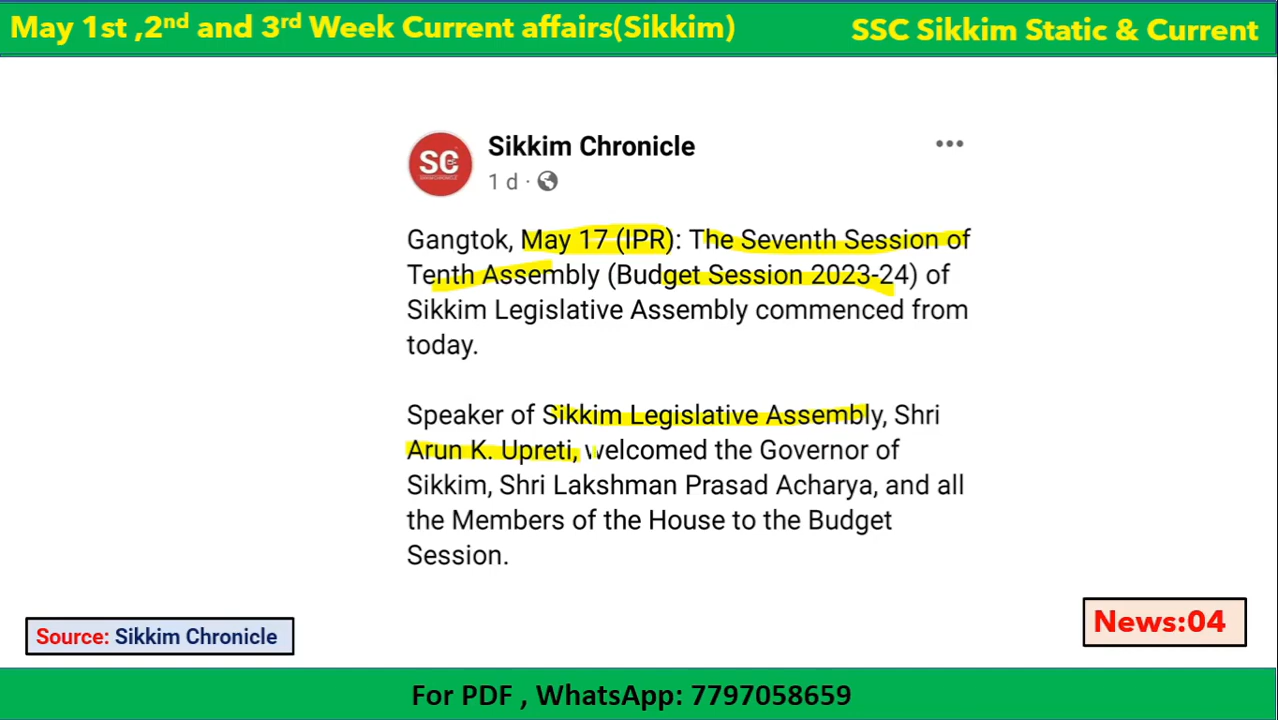 May 1st ,2nd and 3rd Week Current affairs(Sikkim)
SSC Sikkim Static & Current
SC
Sikkim Chronicle
1 d ·
Gangtok, May 17 (IPR): The Seventh Session of
Tenth Assembly (Budget Session 2023-24) of
Sikkim Legislative Assembly commenced from
today.
Speaker of Sikkim Legislative Assembly, Shri
Arun K. Upreti, welcomed the Governor of
Sikkim, Shri Lakshman Prasad Acharya, and all
the Members of the House to the Budget
Session.
Source: Sikkim Chronicle
News:04
For PDF , WhatsApp: 7797058659